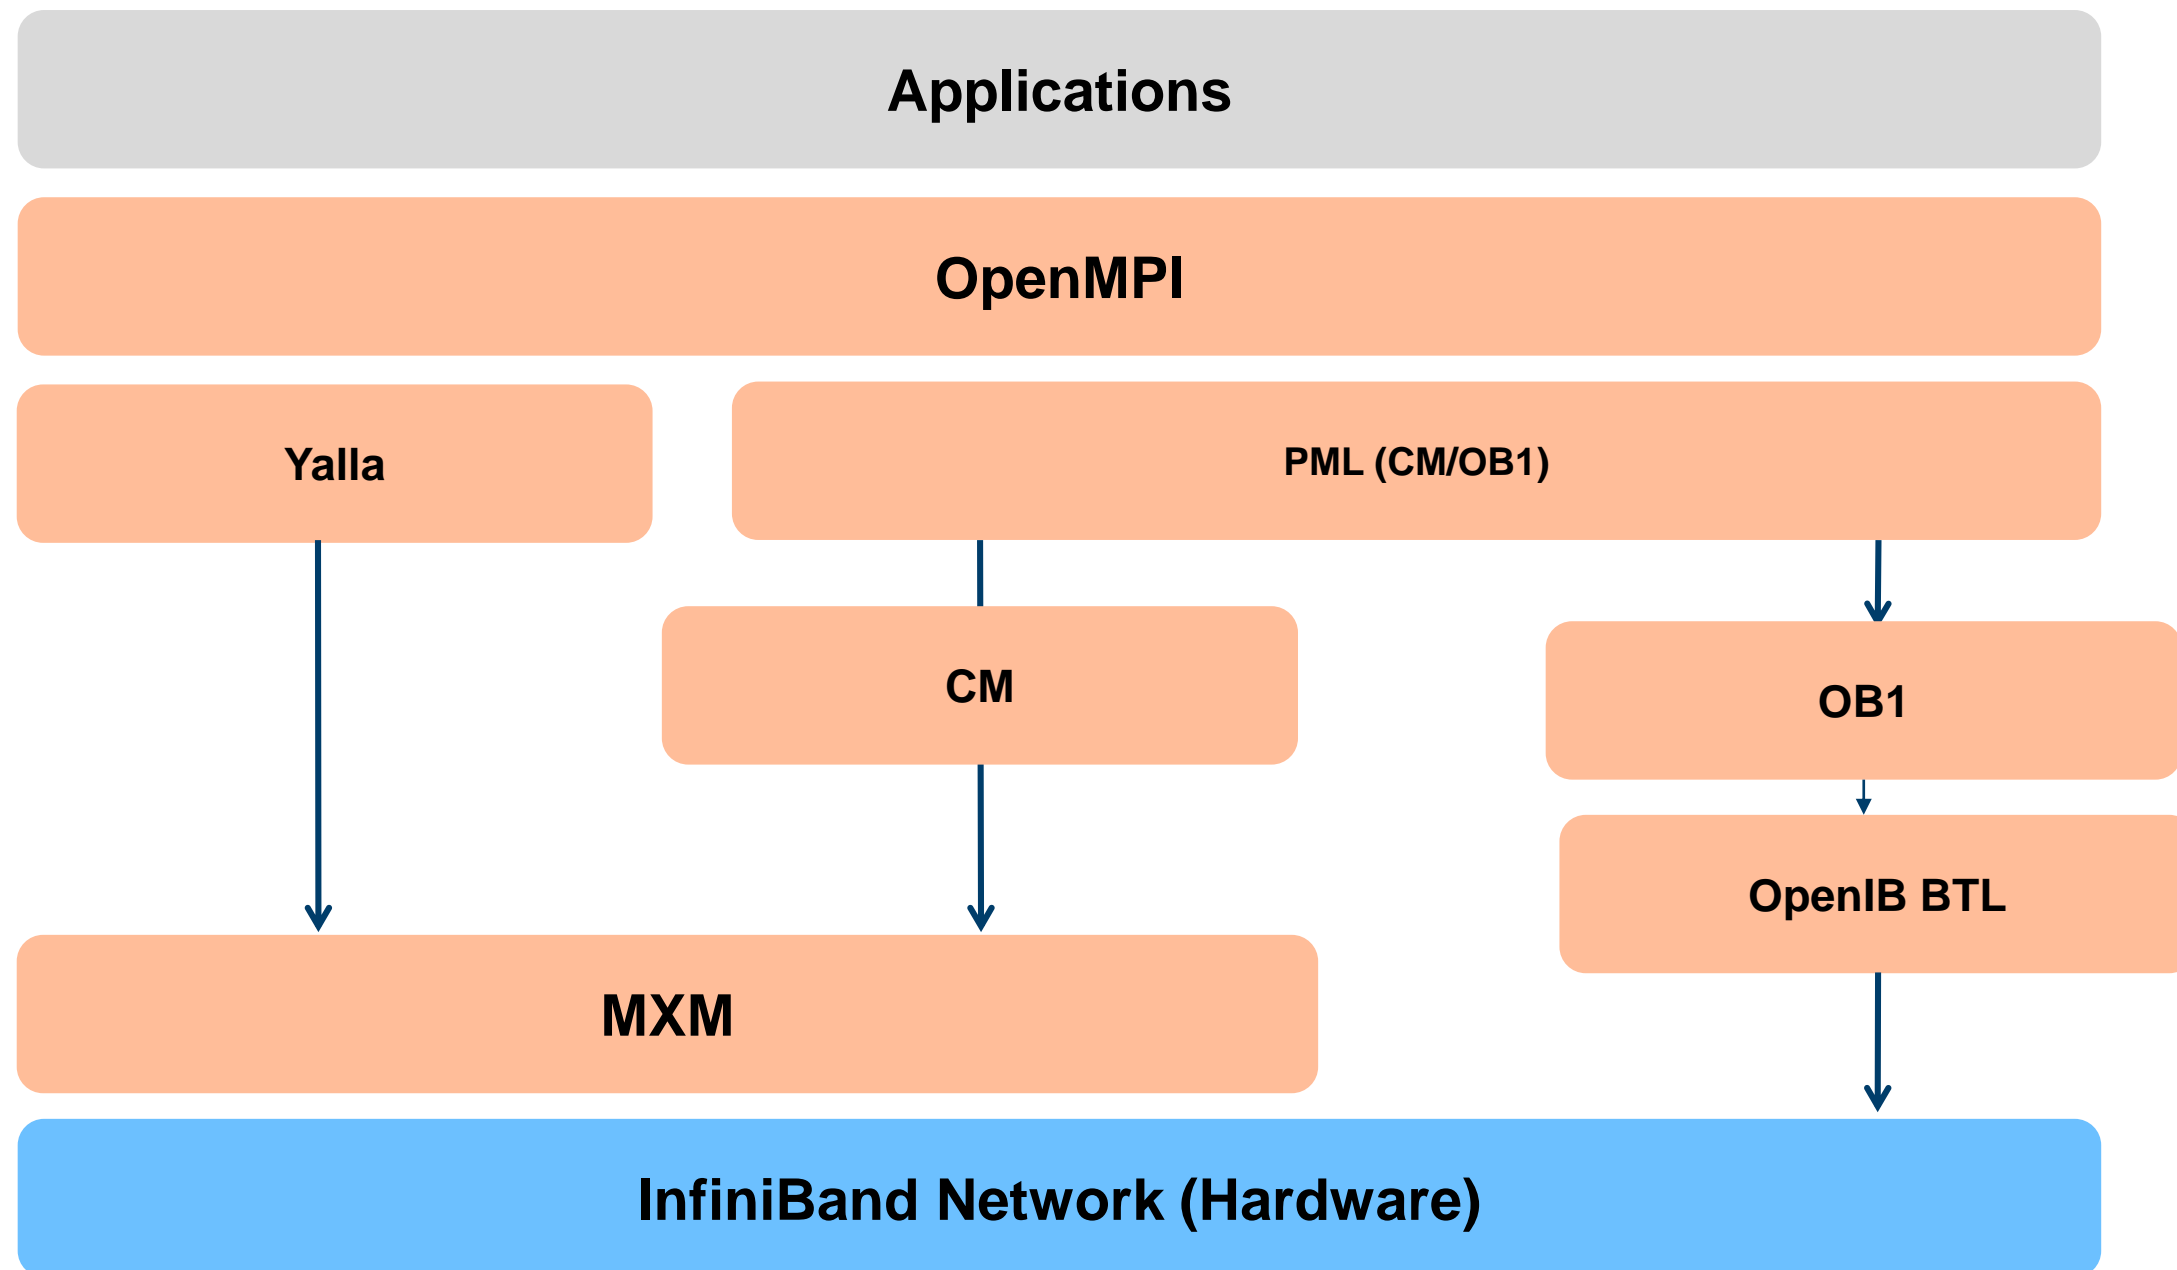 Applications
OpenMPI
Yalla
PML (CM/OB1)
CM
OB1
OpenIB BTL
MXM
InfiniBand Network (Hardware)